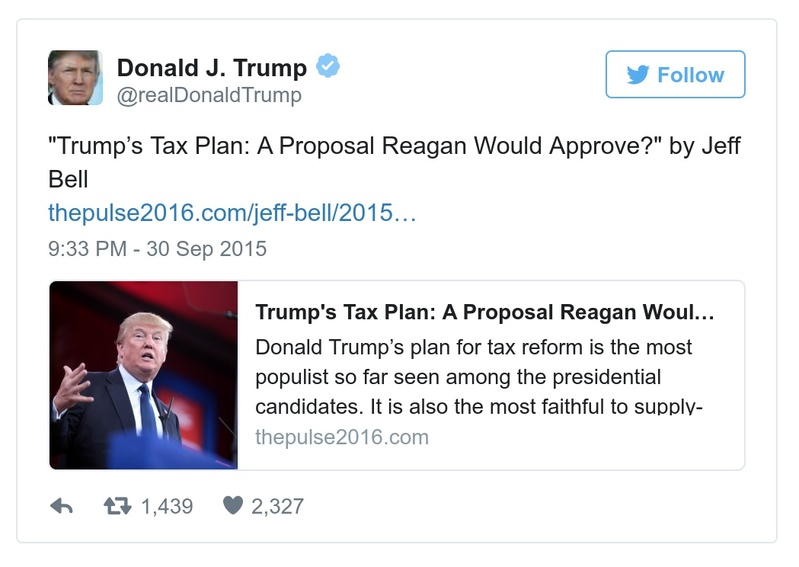 Donald J. Trump
@realDonaldTrump
Follow
"Trump’s Tax Plan: A Proposal Reagan Would Approve?" by Jeff
Bell
thepulse2016.com/jeff-bell/2015…
9:33 PM - 30 Sep 2015
Trump's Tax Plan: A Proposal Reagan Woul…
Donald Trump’s plan for tax reform is the most
populist so far seen among the presidential
candidates. It is also the most faithful to supply-
thepulse2016.com
1,439
2,327